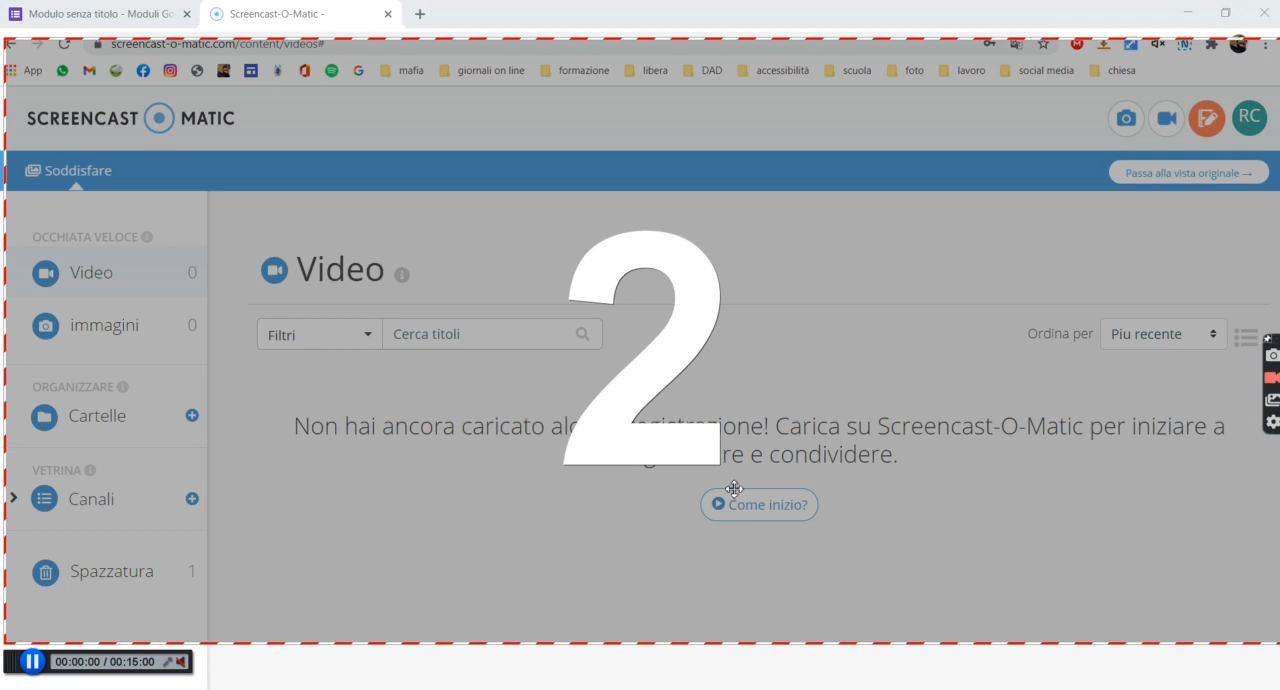 Modulo senza titolo - Moduli Go
Screencast-O-Matic -
screencast-o-matic.com/content/videos#
App
mafia
giornali on line
formazione
libera
DAD
accessibilità
scuola
foto
lavoro
social media
chiesa
SCREENCAST O MATIC
RC
Soddisfare
Passa alla vista originale →
OCCHIATA VELOCE
Video 0
immagini 0
ORGANIZZARE
Cartelle
VETRINA
Canali
Spazzatura 1
Video
Filtri
Cerca titoli
Ordina per
Piu recente
2
Non hai ancora caricato registrazione! Carica su Screencast-O-Matic per iniziare a
e condividere.
Come inizio?
00:00:00 / 00:15:00